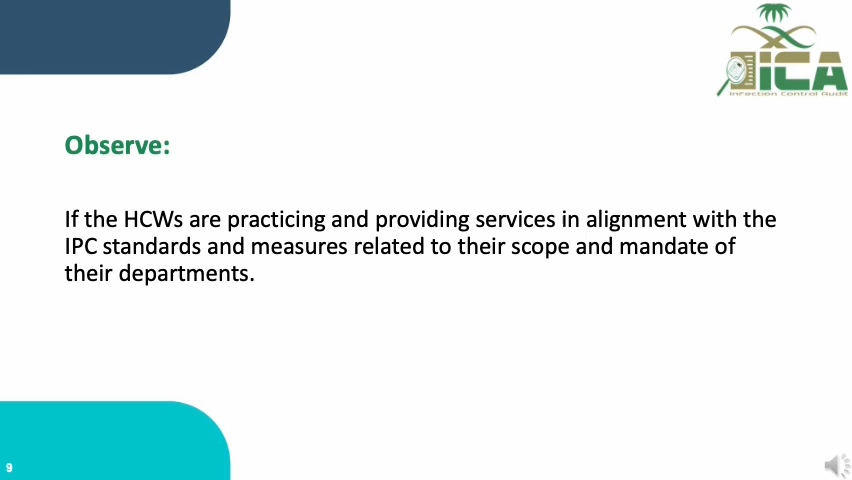 iCA
Infection Control Audit
Observe:
If the HCWs are practicing and providing services in alignment with the
IPC standards and measures related to their scope and mandate of
their departments.
9